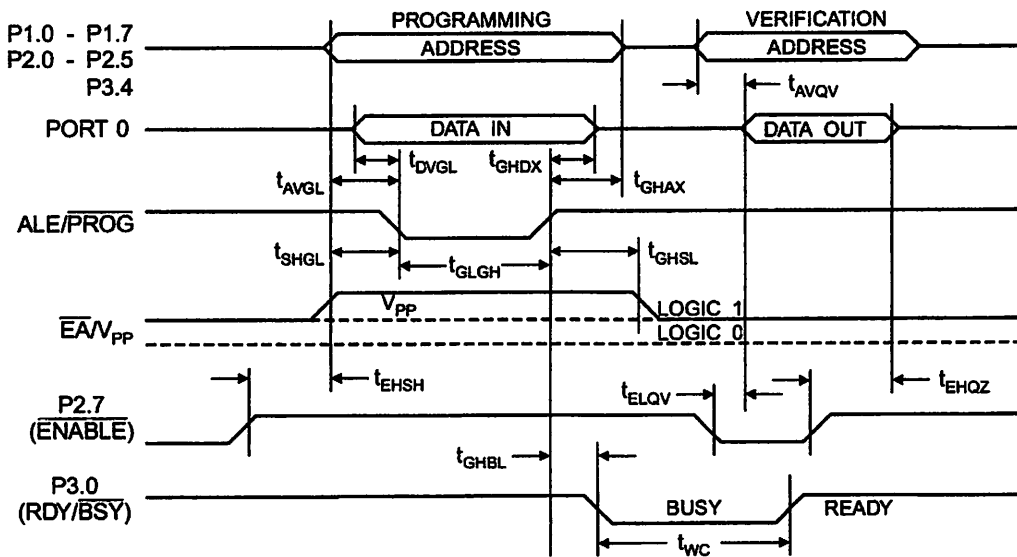 PROGRAMMING VERIFICATION
P1.0 - P1.7
P2.0 - P2.5
P3.4
ADDRESS ADDRESS
tAVQV
PORT 0 DATA IN DATA OUT
tDVGL tGHDX
tAVGL tGHAX
ALE/PROG
tSHGL tGLGH tGHSL
VPP LOGIC 1
EA/VPP LOGIC 0
tEHSH tELQV tEHQZ
P2.7
(ENABLE)
tGHBL
P3.0
(RDY/BSY)
BUSY READY
tWC